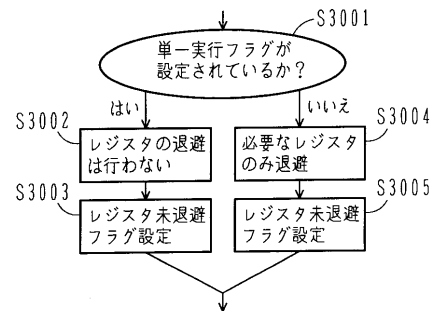 S3001
単一実行フラグが
設定されているか？
はい
いいえ
S3002
レジスタの退避
は行わない
S3004
必要なレジスタ
のみ退避
S3003
レジスタ未退避
フラグ設定
S3005
レジスタ未退避
フラグ設定